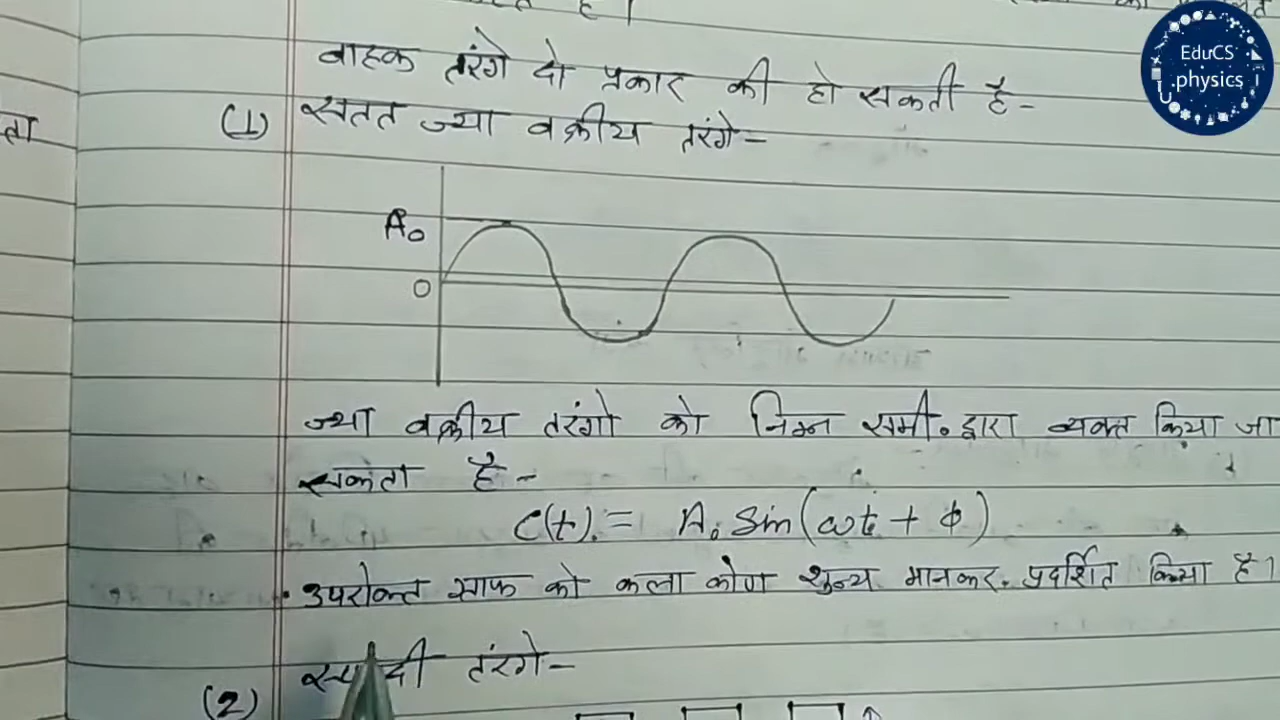 EduCS
physics
वाहक तरंगे दो प्रकार की हो सकती है-
(1) सतत ज्या वक्रीय तरंगे-
A₀
0
ज्या वक्रीय तरंगो को निम्न समी. द्वारा व्यक्त किया जा
सकता है-
C(t) = A₀ Sin(ωt + ϕ)
• उपरोक्त ग्राफ को कला कोण शुन्य मानकर प्रदर्शित किया है।
(2) तंरगे-